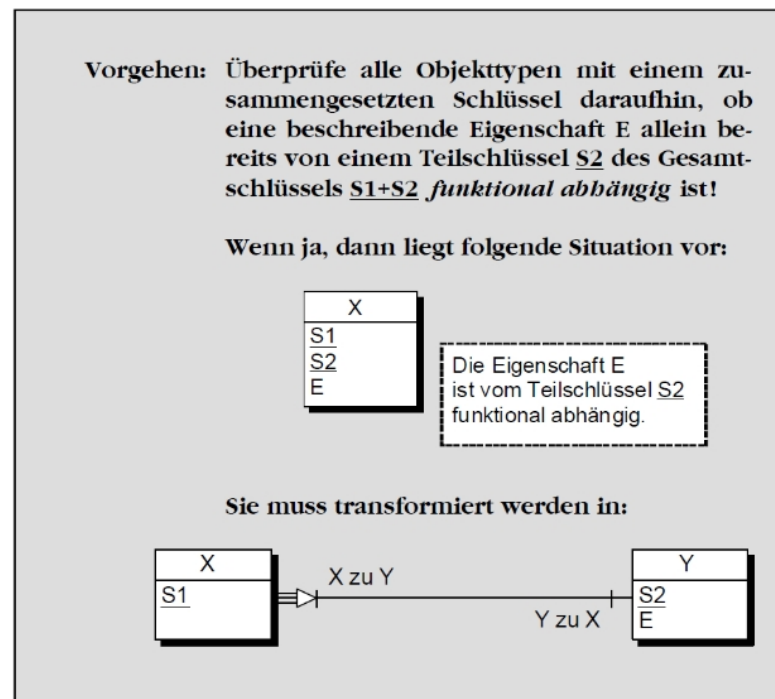 Vorgehen: Überprüfe alle Objekttypen mit einem zu-
sammengesetzten Schlüssel daraufhin, ob
eine beschreibende Eigenschaft E allein be-
reits von einem Teilschlüssel S2 des Gesamt-
schlüssels S1+S2 funktional abhängig ist!
Wenn ja, dann liegt folgende Situation vor:
X
S1
S2
E
Die Eigenschaft E
ist vom Teilschlüssel S2
funktional abhängig.
Sie muss transformiert werden in:
X
S1
X zu Y
Y zu X
Y
S2
E